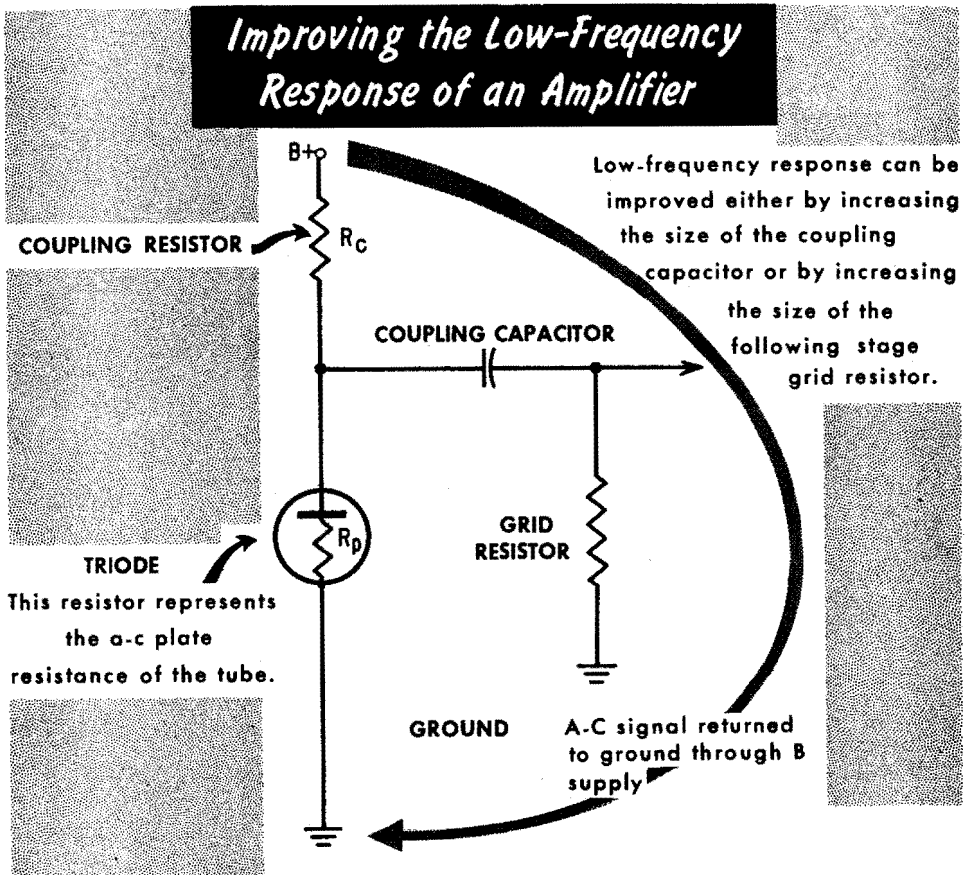 Improving the Low-Frequency
Response of an Amplifier
B+
Low-frequency response can be
improved either by increasing
the size of the coupling
capacitor or by increasing
the size of the
following stage
grid resistor.
COUPLING RESISTOR
Rc
COUPLING CAPACITOR
Rp
GRID
RESISTOR
TRIODE
This resistor represents
the a-c plate
resistance of the tube.
GROUND
A-C signal returned
to ground through B
supply